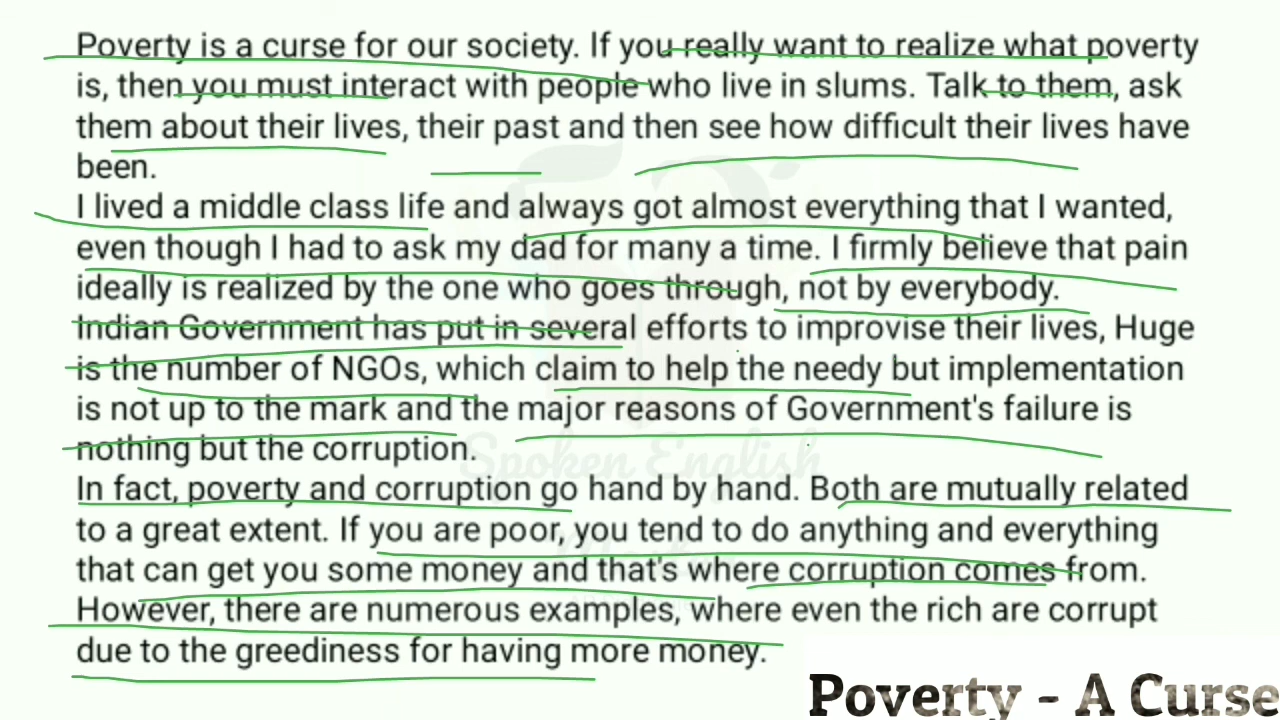 Poverty is a curse for our society. If you really want to realize what poverty
is, then you must interact with people who live in slums. Talk to them, ask
them about their lives, their past and then see how difficult their lives have
been.
I lived a middle class life and always got almost everything that I wanted,
even though I had to ask my dad for many a time. I firmly believe that pain
ideally is realized by the one who goes through, not by everybody.
Indian Government has put in several efforts to improvise their lives, Huge
is the number of NGOs, which claim to help the needy but implementation
is not up to the mark and the major reasons of Government's failure is
nothing but the corruption.
Spoken English
In fact, poverty and corruption go hand by hand. Both are mutually related
to a great extent. If you are poor, you tend to do anything and everything
that can get you some money and that's where corruption comes from.
However, there are numerous examples, where even the rich are corrupt
due to the greediness for having more money.
Poverty - A Curse